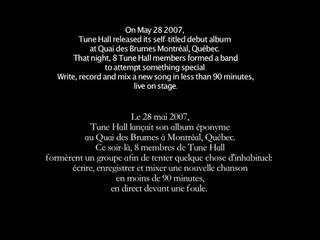 On May 28 2007,
Tune Hall released its self-titled debut album
at Quai des Brumes Montréal, Québec.
That night, 8 Tune Hall members formed a band
to attempt something special
Write, record and mix a new song in less than 90 minutes,
live on stage.
Le 28 mai 2007,
Tune Hall lançait son album éponyme
au Quai des Brumes à Montréal, Québec.
Ce soir-là, 8 membres de Tune Hall
formèrent un groupe afin de tenter quelque chose d'inhabituel:
écrire, enregistrer et mixer une nouvelle chanson
en moins de 90 minutes,
en direct devant une foule.